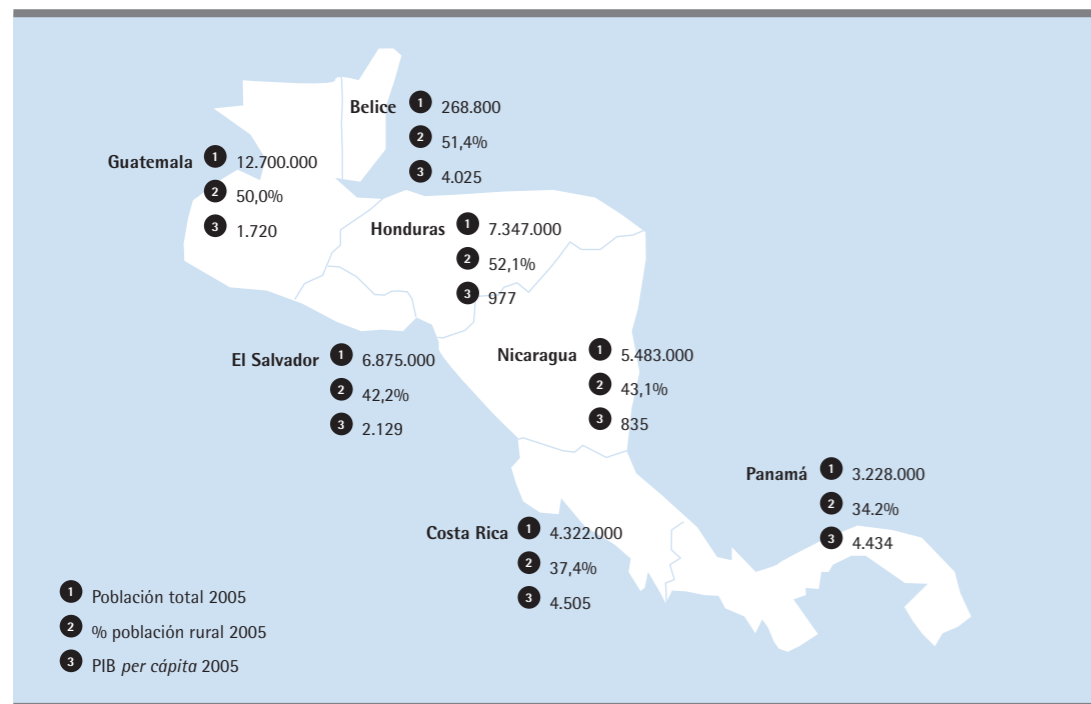 Belice 1 268.800
2 51,4%
3 4.025
Guatemala 1 12.700.000
2 50,0%
3 1.720
Honduras 1 7.347.000
2 52,1%
3 977
El Salvador 1 6.875.000
2 42,2%
3 2.129
Nicaragua 1 5.483.000
2 43,1%
3 835
Panamá 1 3.228.000
2 34.2%
3 4.434
Costa Rica 1 4.322.000
2 37,4%
3 4.505
1 Población total 2005
2 % población rural 2005
3 PIB per cápita 2005